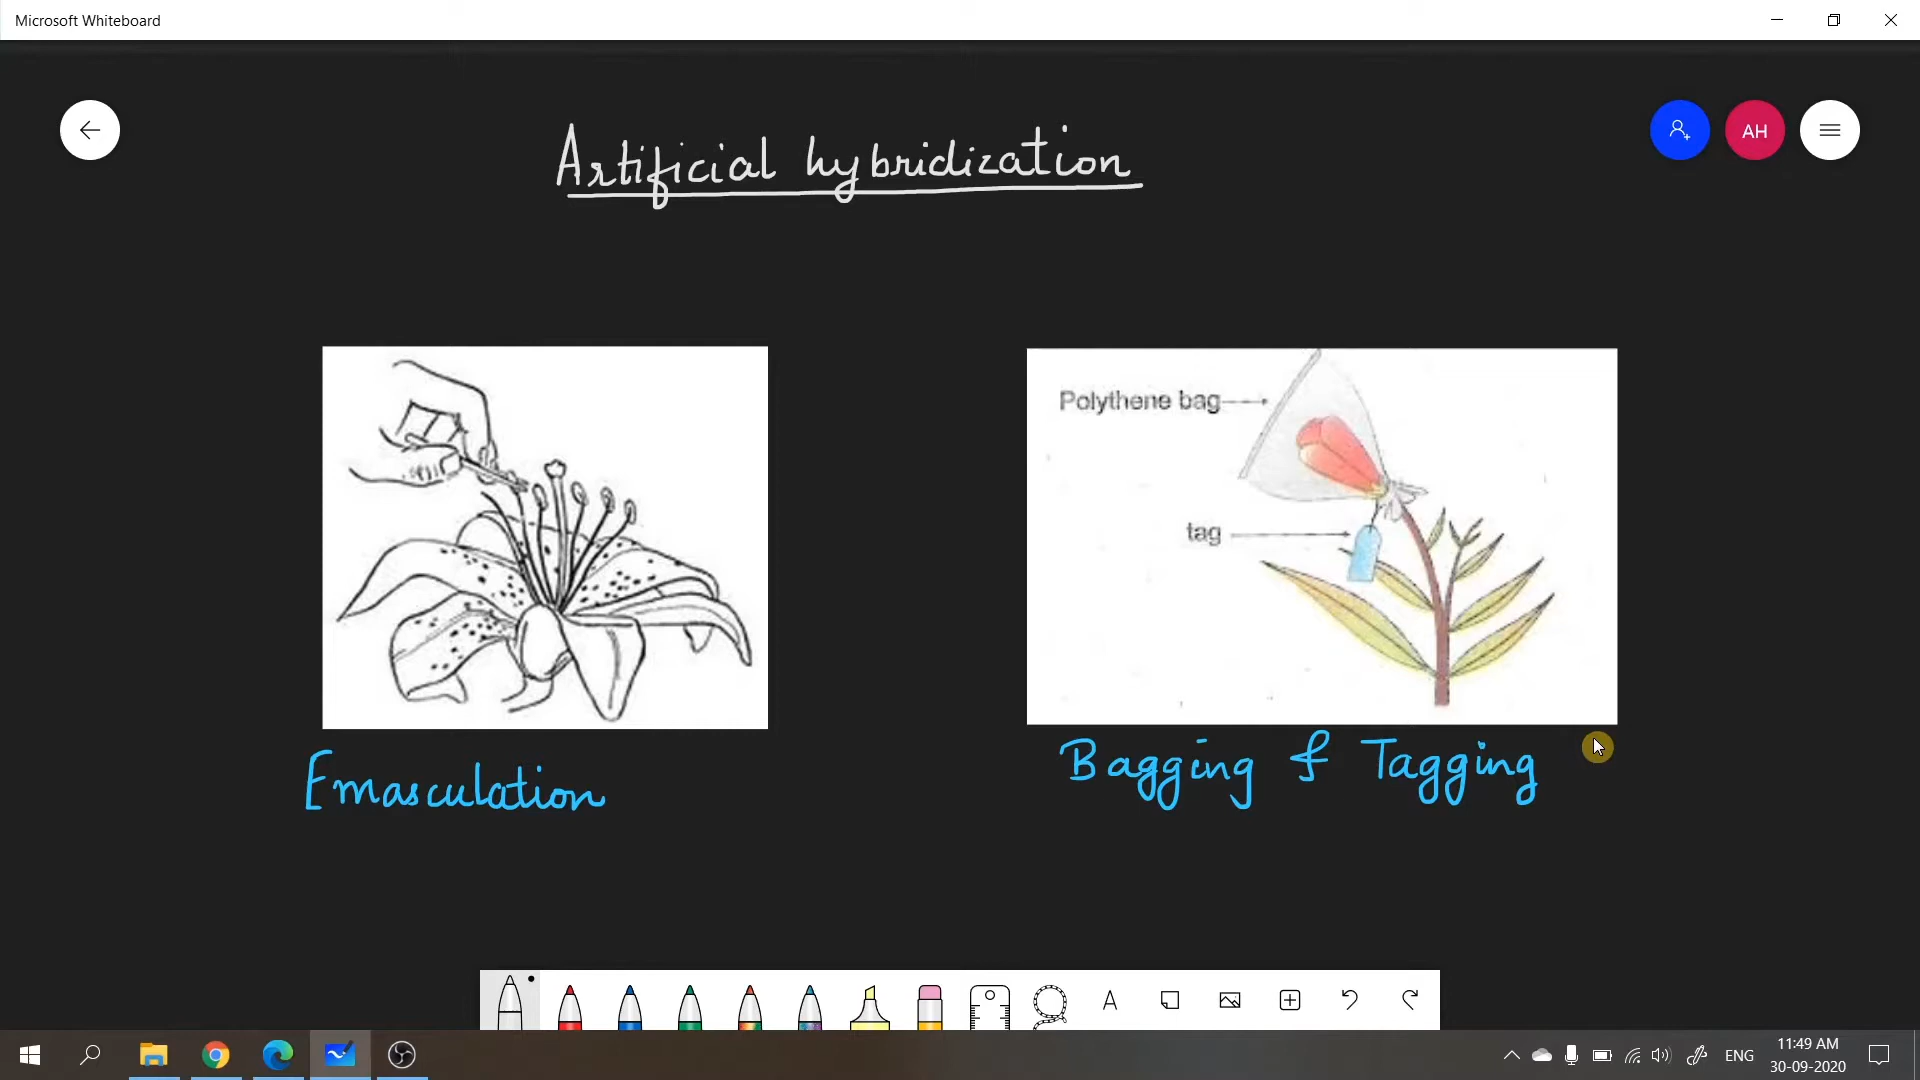 Microsoft Whiteboard
AH
Artificial hybridization
Polythene bag
tag
Emasculation
Bagging & Tagging
A
ENG
11:49 AM
30-09-2020